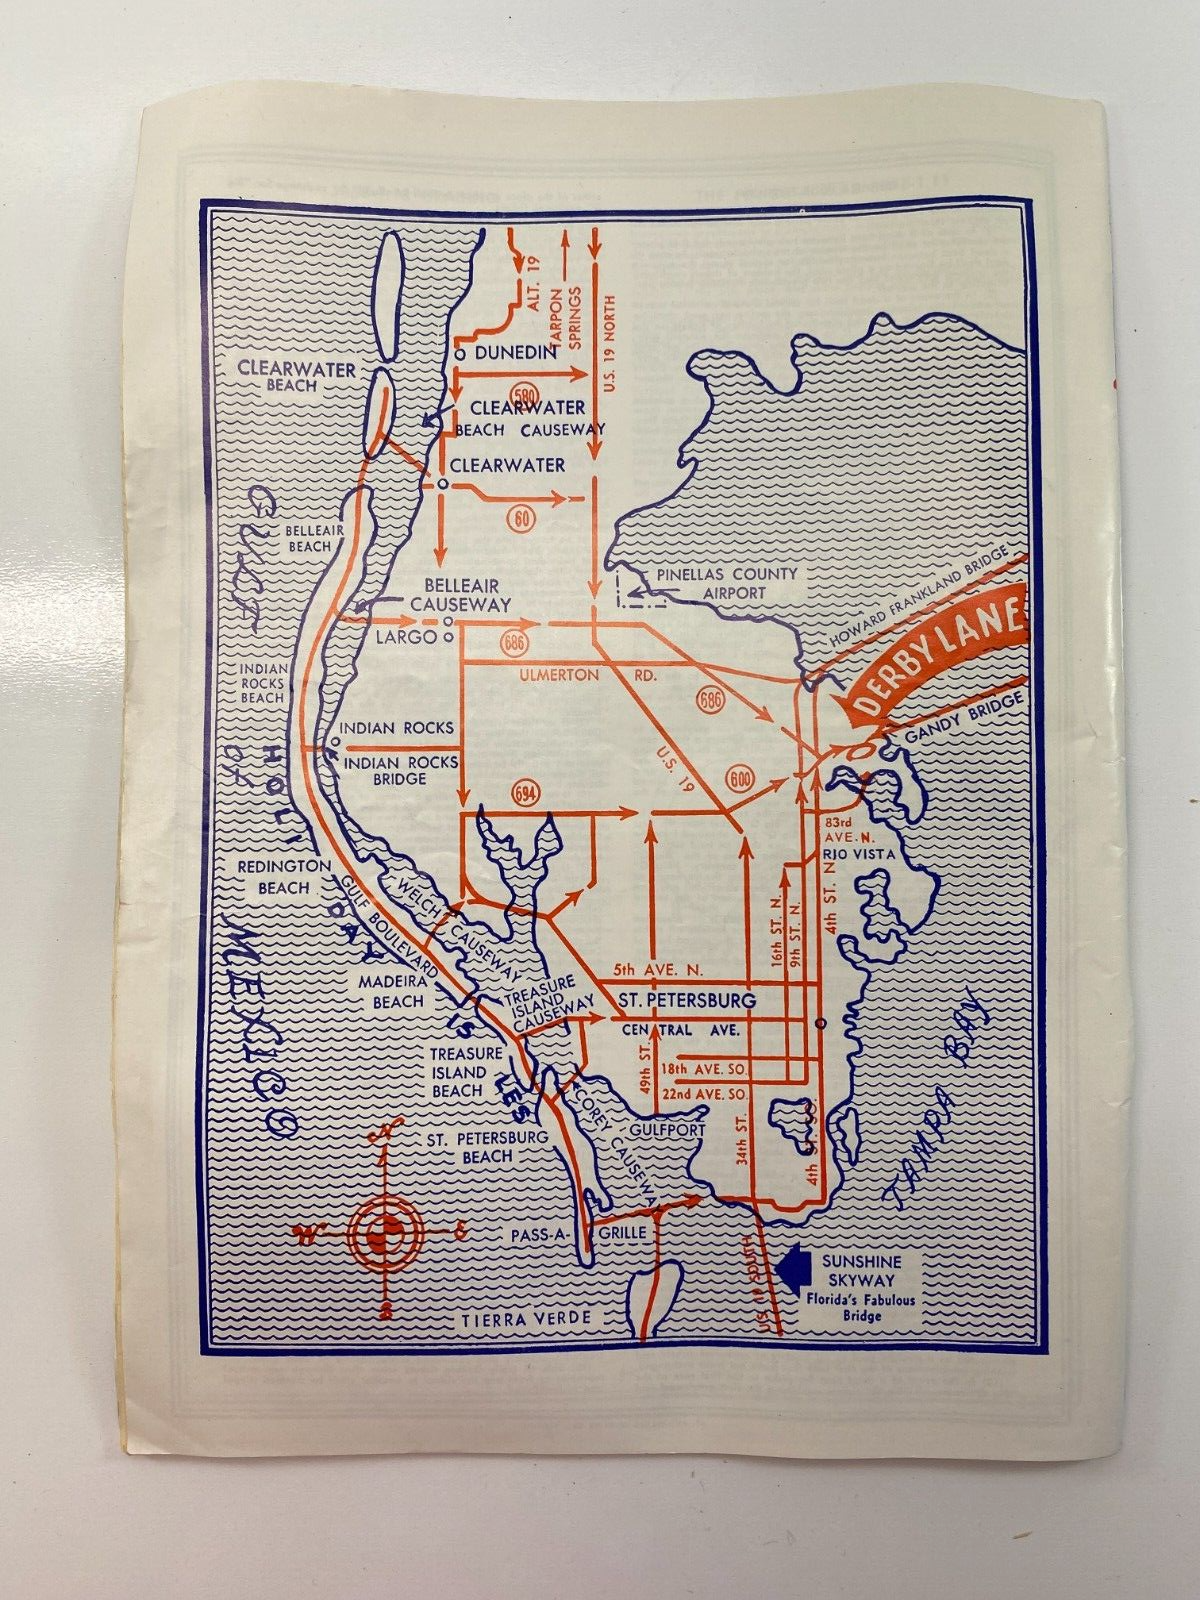 ALT. 19
TARPON
SPRINGS
U.S. 19 NORTH
DUNEDIN
580
CLEARWATER
BEACH
CLEARWATER
BEACH CAUSEWAY
CLEARWATER
60
GULF
OF
MEXICO
BELLEAIR
BEACH
PINELLAS COUNTY
AIRPORT
HOWARD FRANKLAND BRIDGE
BELLEAIR
CAUSEWAY
LARGO
686
DERBY LANE
ULMERTON RD.
686
INDIAN
ROCKS
BEACH
GANDY BRIDGE
INDIAN ROCKS
INDIAN ROCKS
BRIDGE
U.S. 19
600
694
HOLIDAY ISLES
83rd
AVE. N.
RIO VISTA
REDINGTON
BEACH
GULF BOULEVARD
WELCH CAUSEWAY
16th ST. N.
9th ST. N.
4th ST. N.
5th AVE. N.
MADEIRA
BEACH
TREASURE
ISLAND
CAUSEWAY
ST. PETERSBURG
CENTRAL AVE.
TREASURE
ISLAND
BEACH
49th ST.
18th AVE. SO.
22nd AVE. SO.
TAMPA BAY
COREY CAUSEWAY
GULFPORT
34th ST.
4th ST. SO.
ST. PETERSBURG
BEACH
N
W
E
S
PASS-A-GRILLE
U.S. 19 SOUTH
SUNSHINE
SKYWAY
Florida's Fabulous
Bridge
TIERRA VERDE